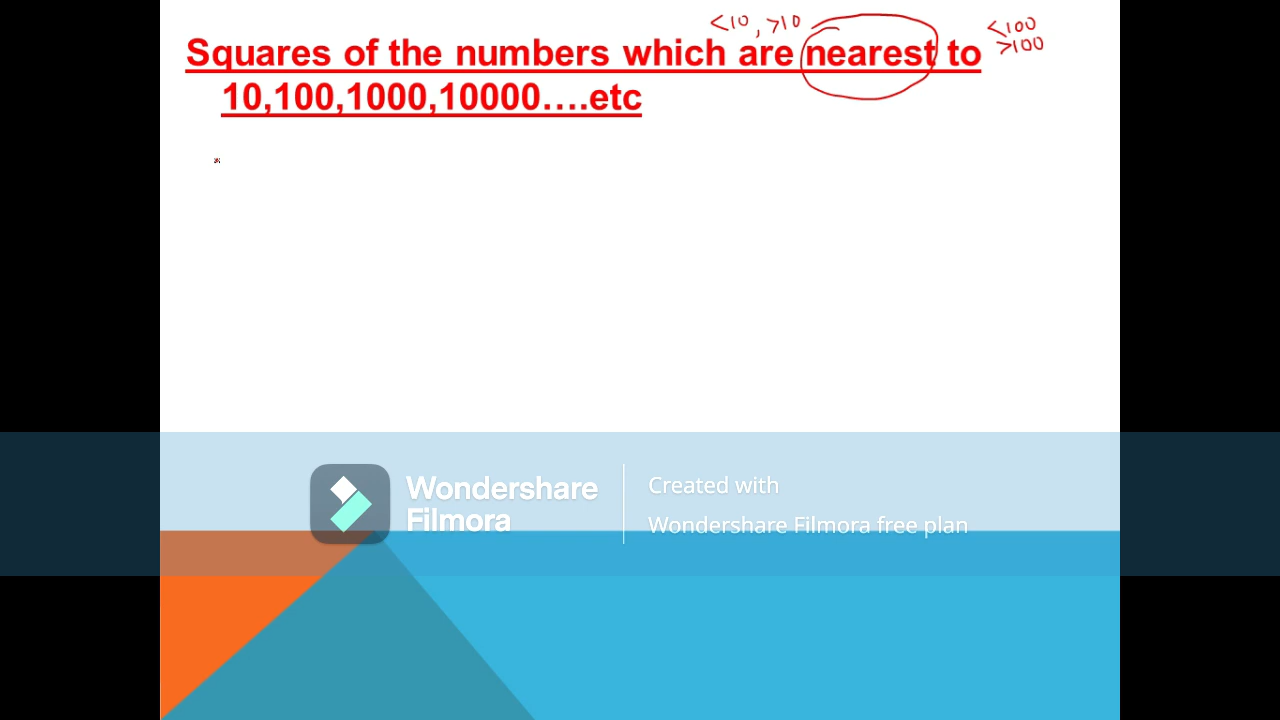 <10 , >10
<100
>100
Squares of the numbers which are nearest to
10,100,1000,10000....etc
Wondershare
Filmora
Created with
Wondershare Filmora free plan